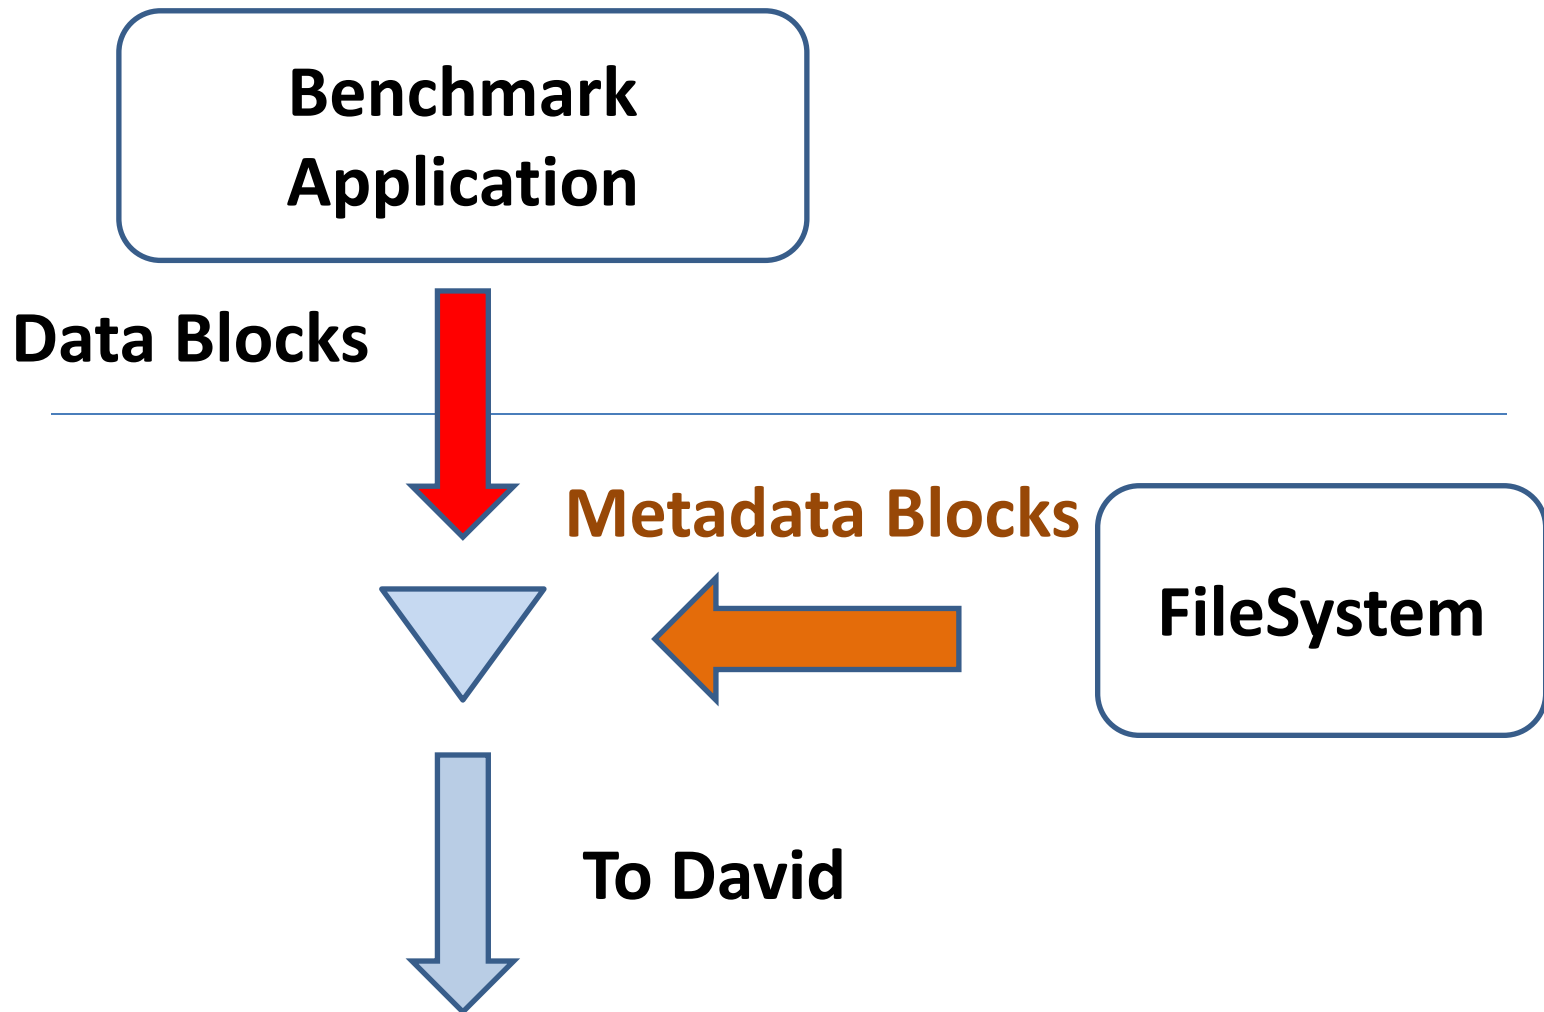 Benchmark
Application
Data Blocks
Metadata Blocks
FileSystem
To David